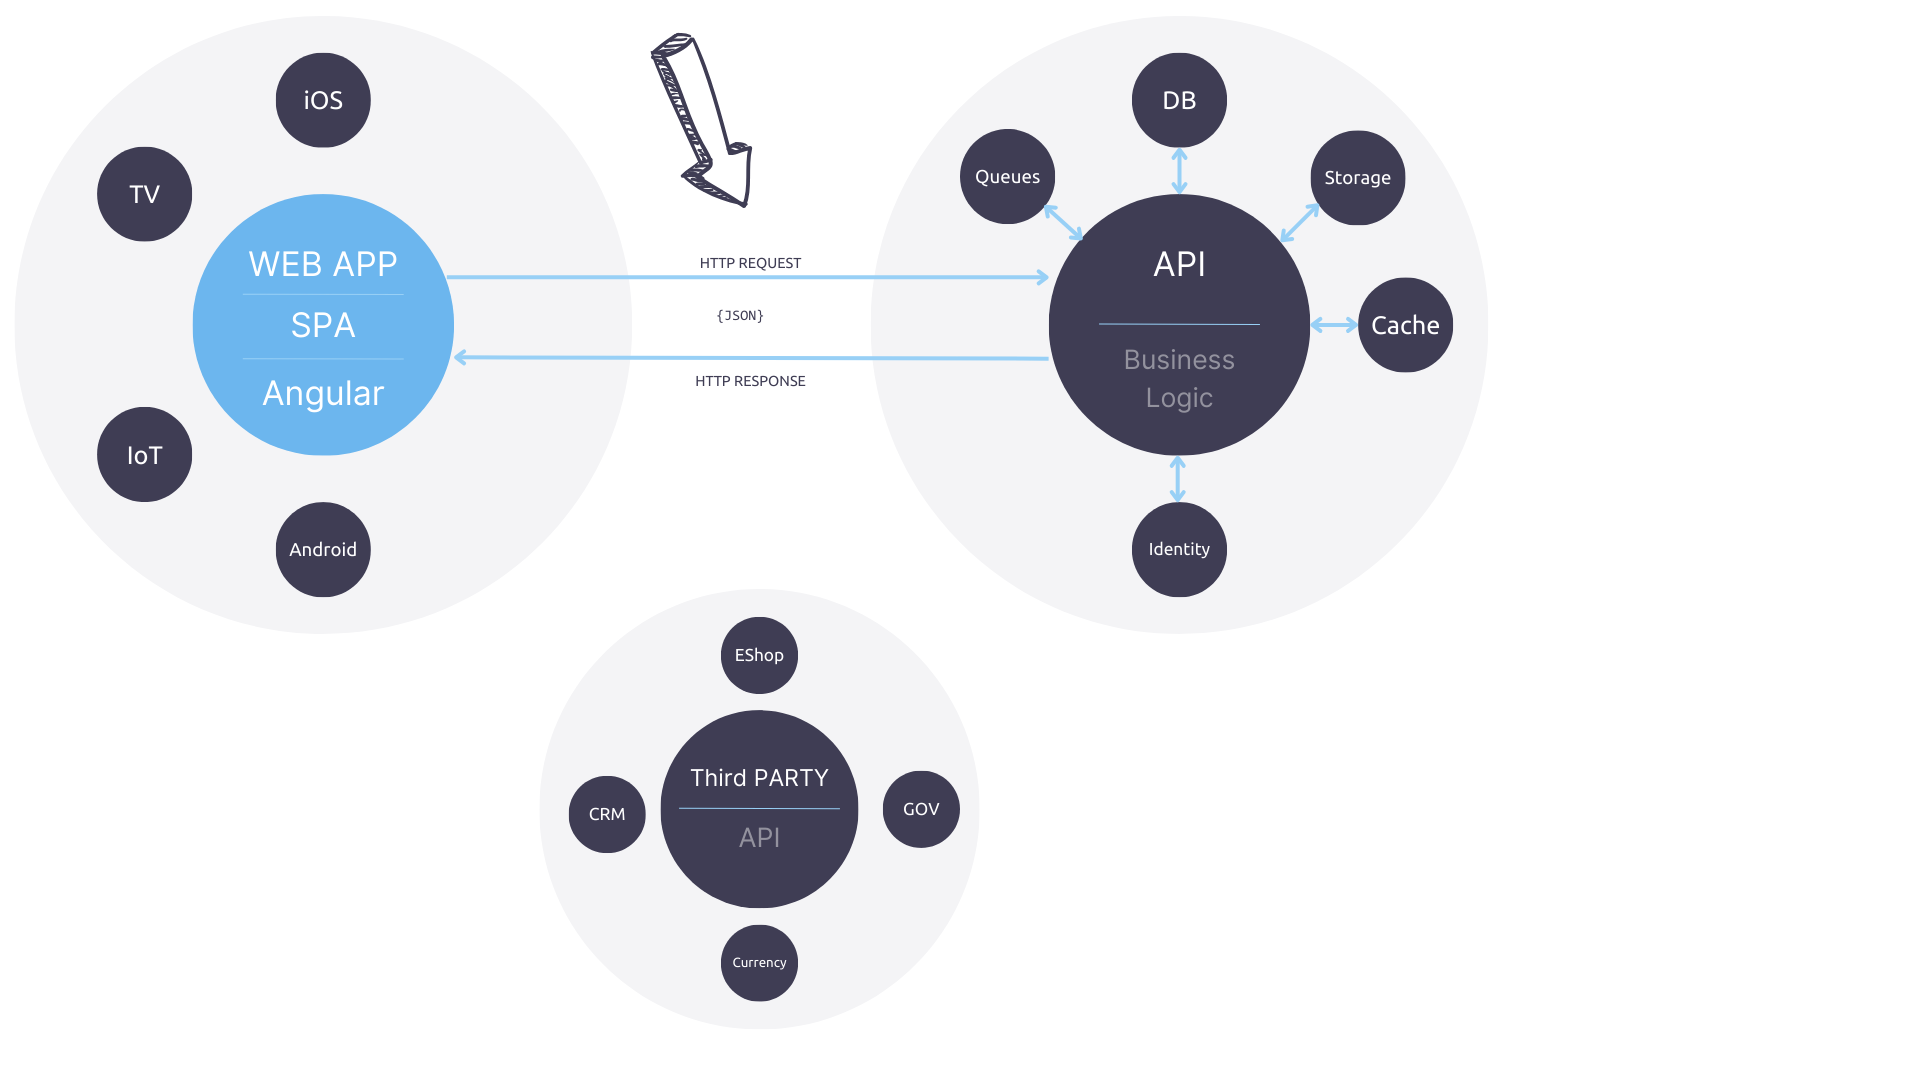 iOS
TV
WEB APP
SPA
Angular
IoT
Android
HTTP REQUEST
{JSON}
HTTP RESPONSE
DB
Queues
Storage
API
Business
Logic
Cache
Identity
EShop
Third PARTY
API
CRM
GOV
Currency